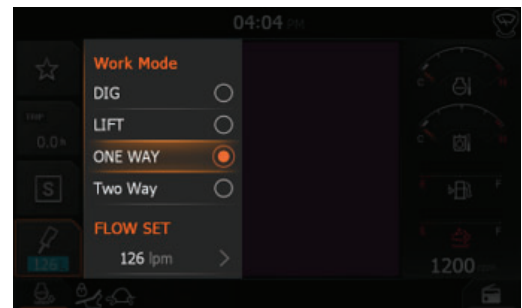 04:04 PM
Work Mode
DIG
LIFT
ONE WAY
Two Way
FLOW SET
126 lpm
TRIP
0.0 h
S
126
C
H
C
H
E
F
E
F
1200